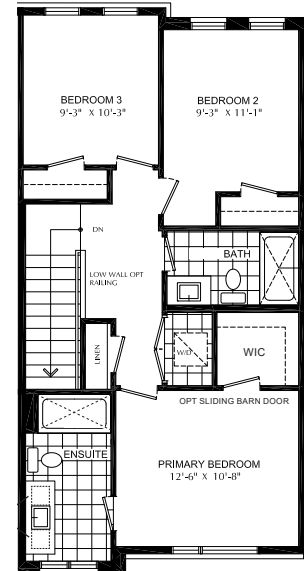 BEDROOM 3
9'-3" X 10'-3"
BEDROOM 2
9'-3" X 11'-1"
DN
BATH
LOW WALL OPT
RAILING
LINEN
W/D
WIC
OPT SLIDING BARN DOOR
ENSUITE
PRIMARY BEDROOM
12'-6" X 10'-8"